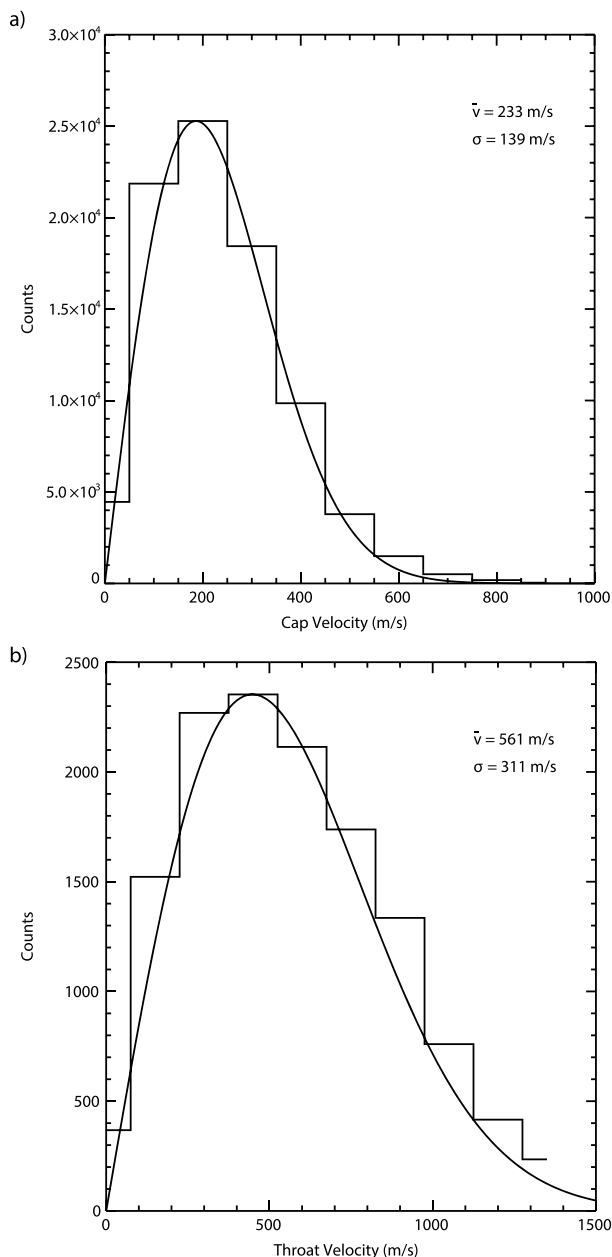 a)
3.0×10⁴
v̄ = 233 m/s
2.5×10⁴
σ = 139 m/s
2.0×10⁴
Counts
1.5×10⁴
1.0×10⁴
5.0×10³
0
0 200 400 600 800 1000
Cap Velocity (m/s)
b)
2500
v̄ = 561 m/s
σ = 311 m/s
2000
1500
Counts
1000
500
0
0 500 1000 1500
Throat Velocity (m/s)